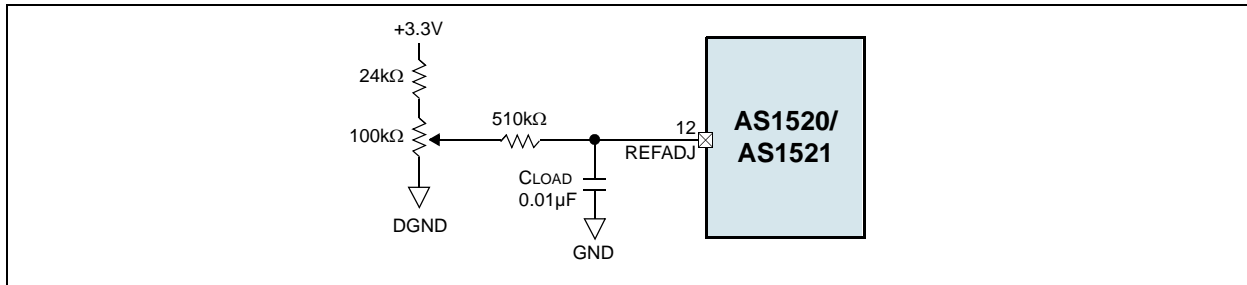 +3.3V
24kΩ
100kΩ
510kΩ
12
REFADJ
AS1520/
AS1521
CLOAD
0.01µF
DGND
GND